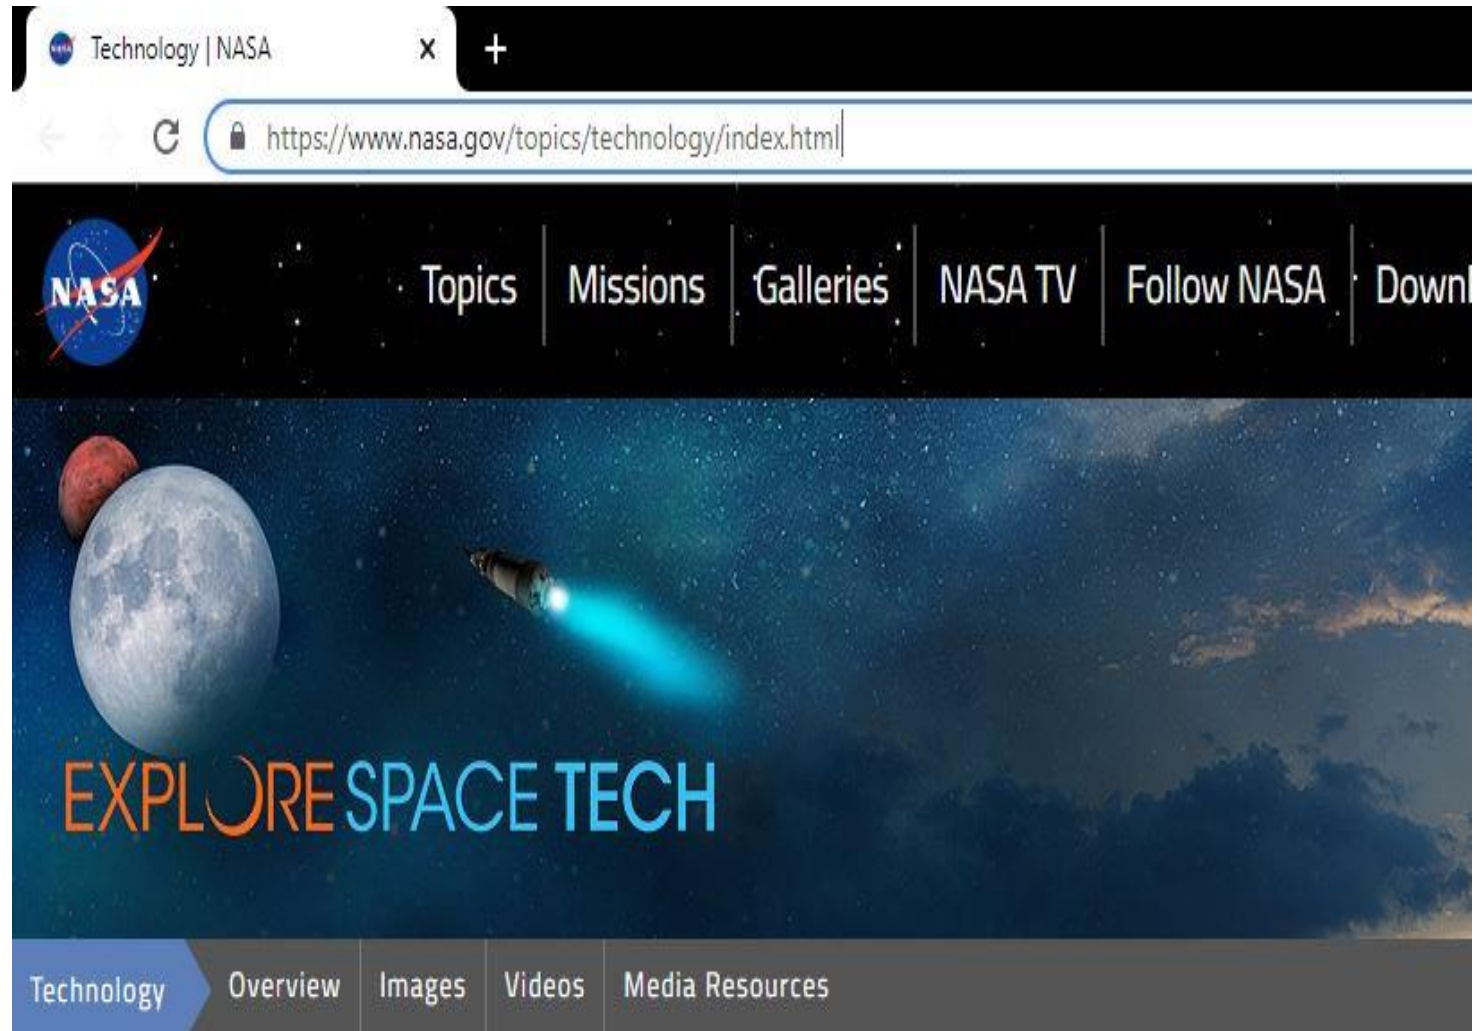 Technology | NASA
https://www.nasa.gov/topics/technology/index.html
NASA Topics Missions Galleries NASA TV Follow NASA Downl
EXPLORE SPACE TECH
Technology Overview Images Videos Media Resources